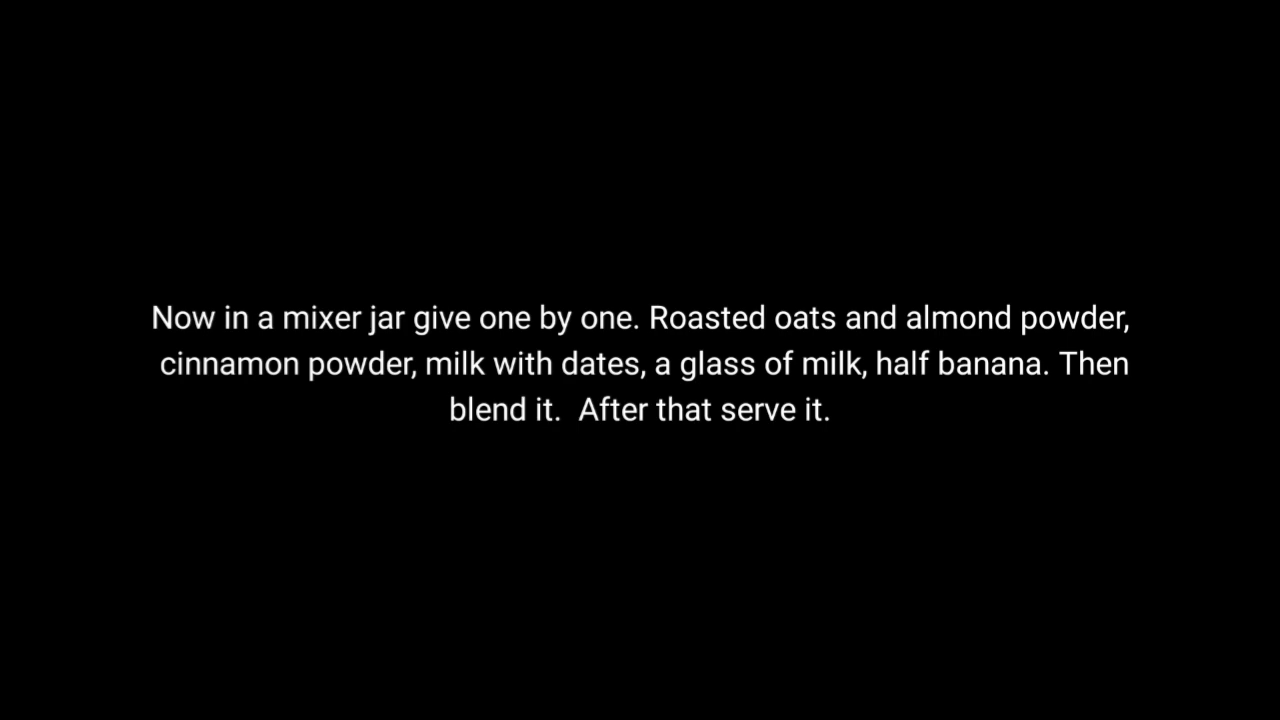 Now in a mixer jar give one by one. Roasted oats and almond powder,
cinnamon powder, milk with dates, a glass of milk, half banana. Then
blend it.  After that serve it.